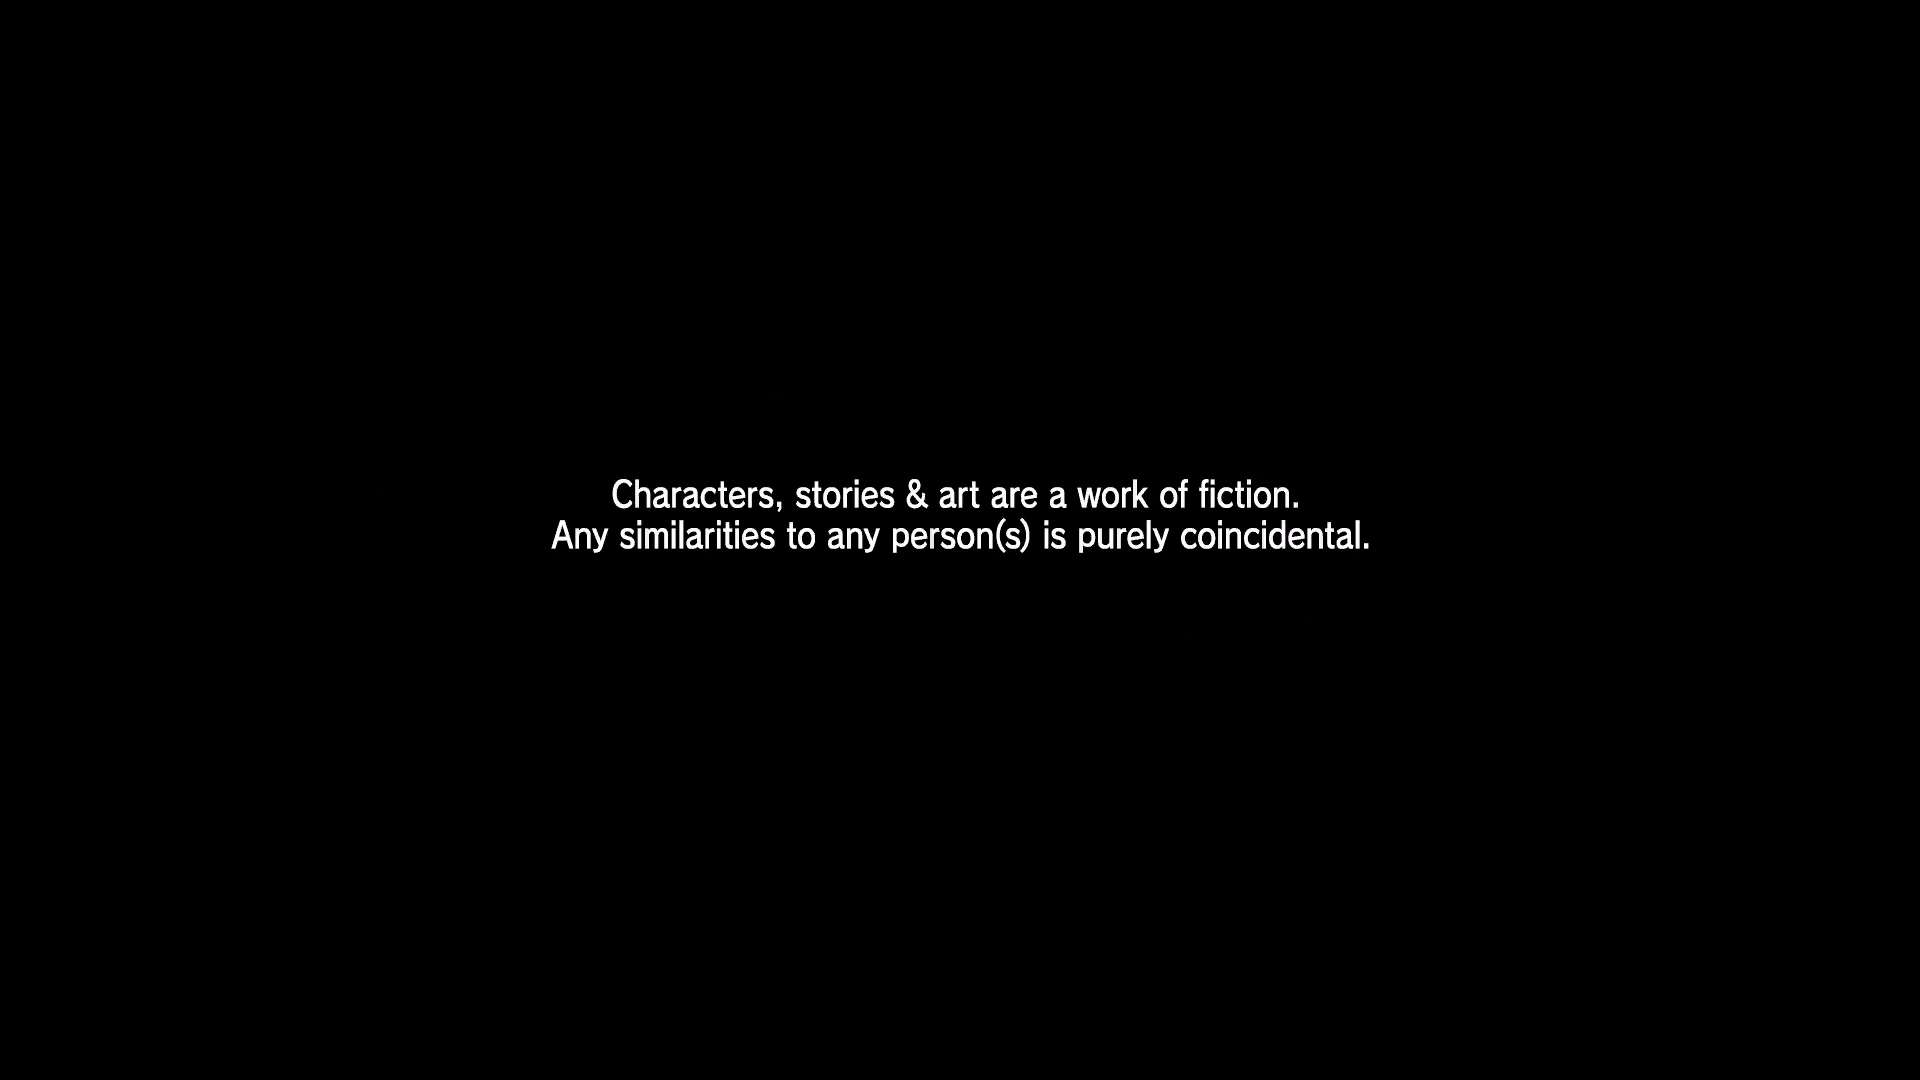 Characters, stories & art are a work of fiction.
Any similarities to any person(s) is purely coincidental.